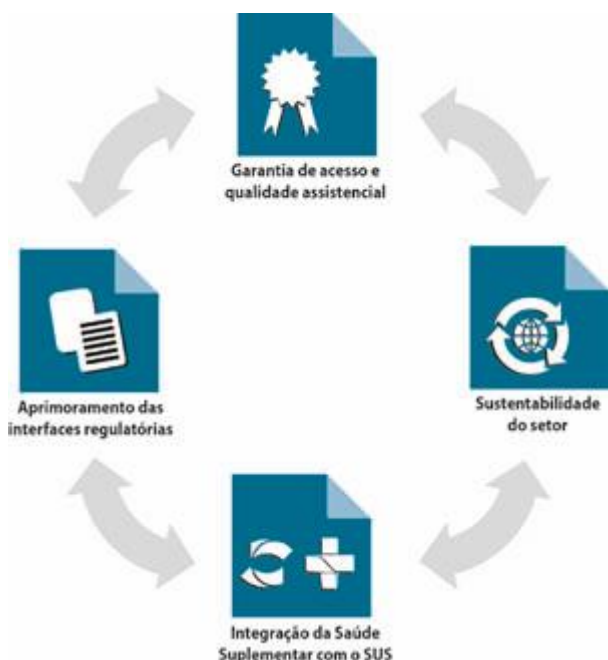 Garantia de acesso e
qualidade assistencial
Aprimoramento das
interfaces regulatórias
Sustentabilidade
do setor
Integração da Saúde
Suplementar com o SUS